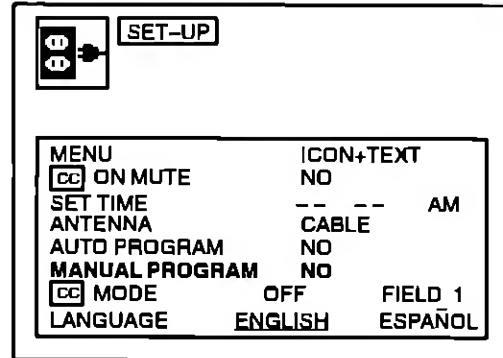 SET–UP
MENU ICON+TEXT
CC ON MUTE NO
SET TIME –– –– AM
ANTENNA CABLE
AUTO PROGRAM NO
MANUAL PROGRAM NO
CC MODE OFF FIELD 1
LANGUAGE ENGLISH ESPAÑOL